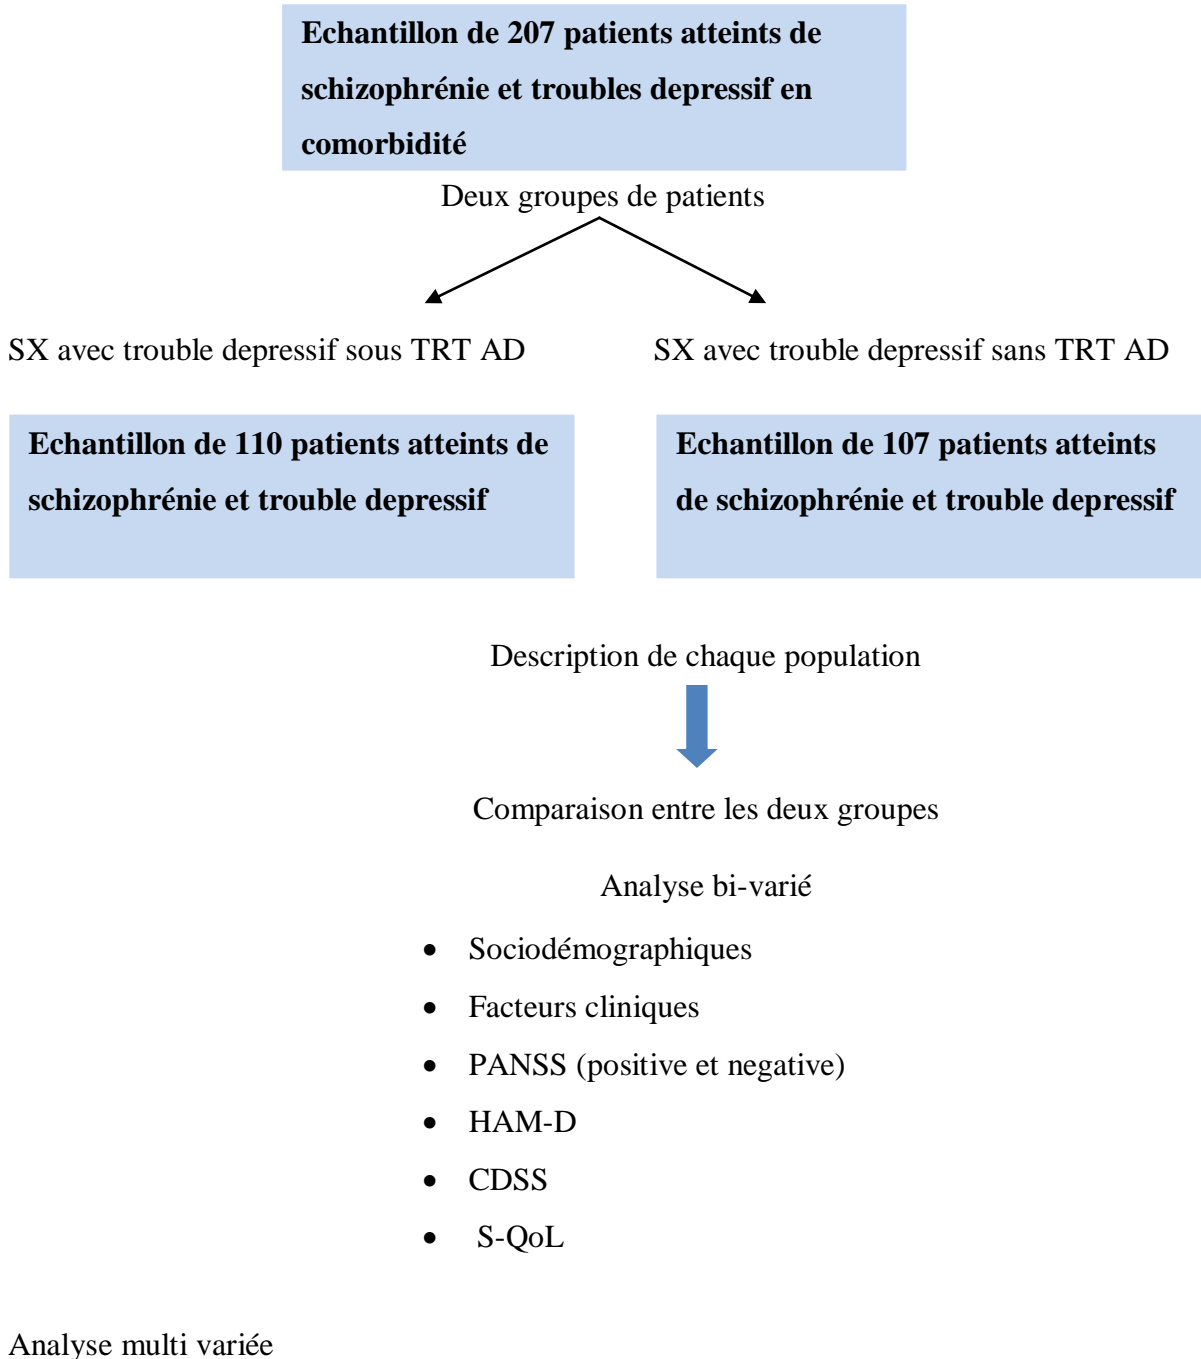 Echantillon de 207 patients atteints de
schizophrénie et troubles depressif en
comorbidité
Deux groupes de patients
SX avec trouble depressif sous TRT AD
SX avec trouble depressif sans TRT AD
Echantillon de 110 patients atteints de
schizophrénie et trouble depressif
Echantillon de 107 patients atteints
de schizophrénie et trouble depressif
Description de chaque population
Comparaison entre les deux groupes
Analyse bi-varié
• Sociodémographiques
• Facteurs cliniques
• PANSS (positive et negative)
• HAM-D
• CDSS
• S-QoL
Analyse multi variée